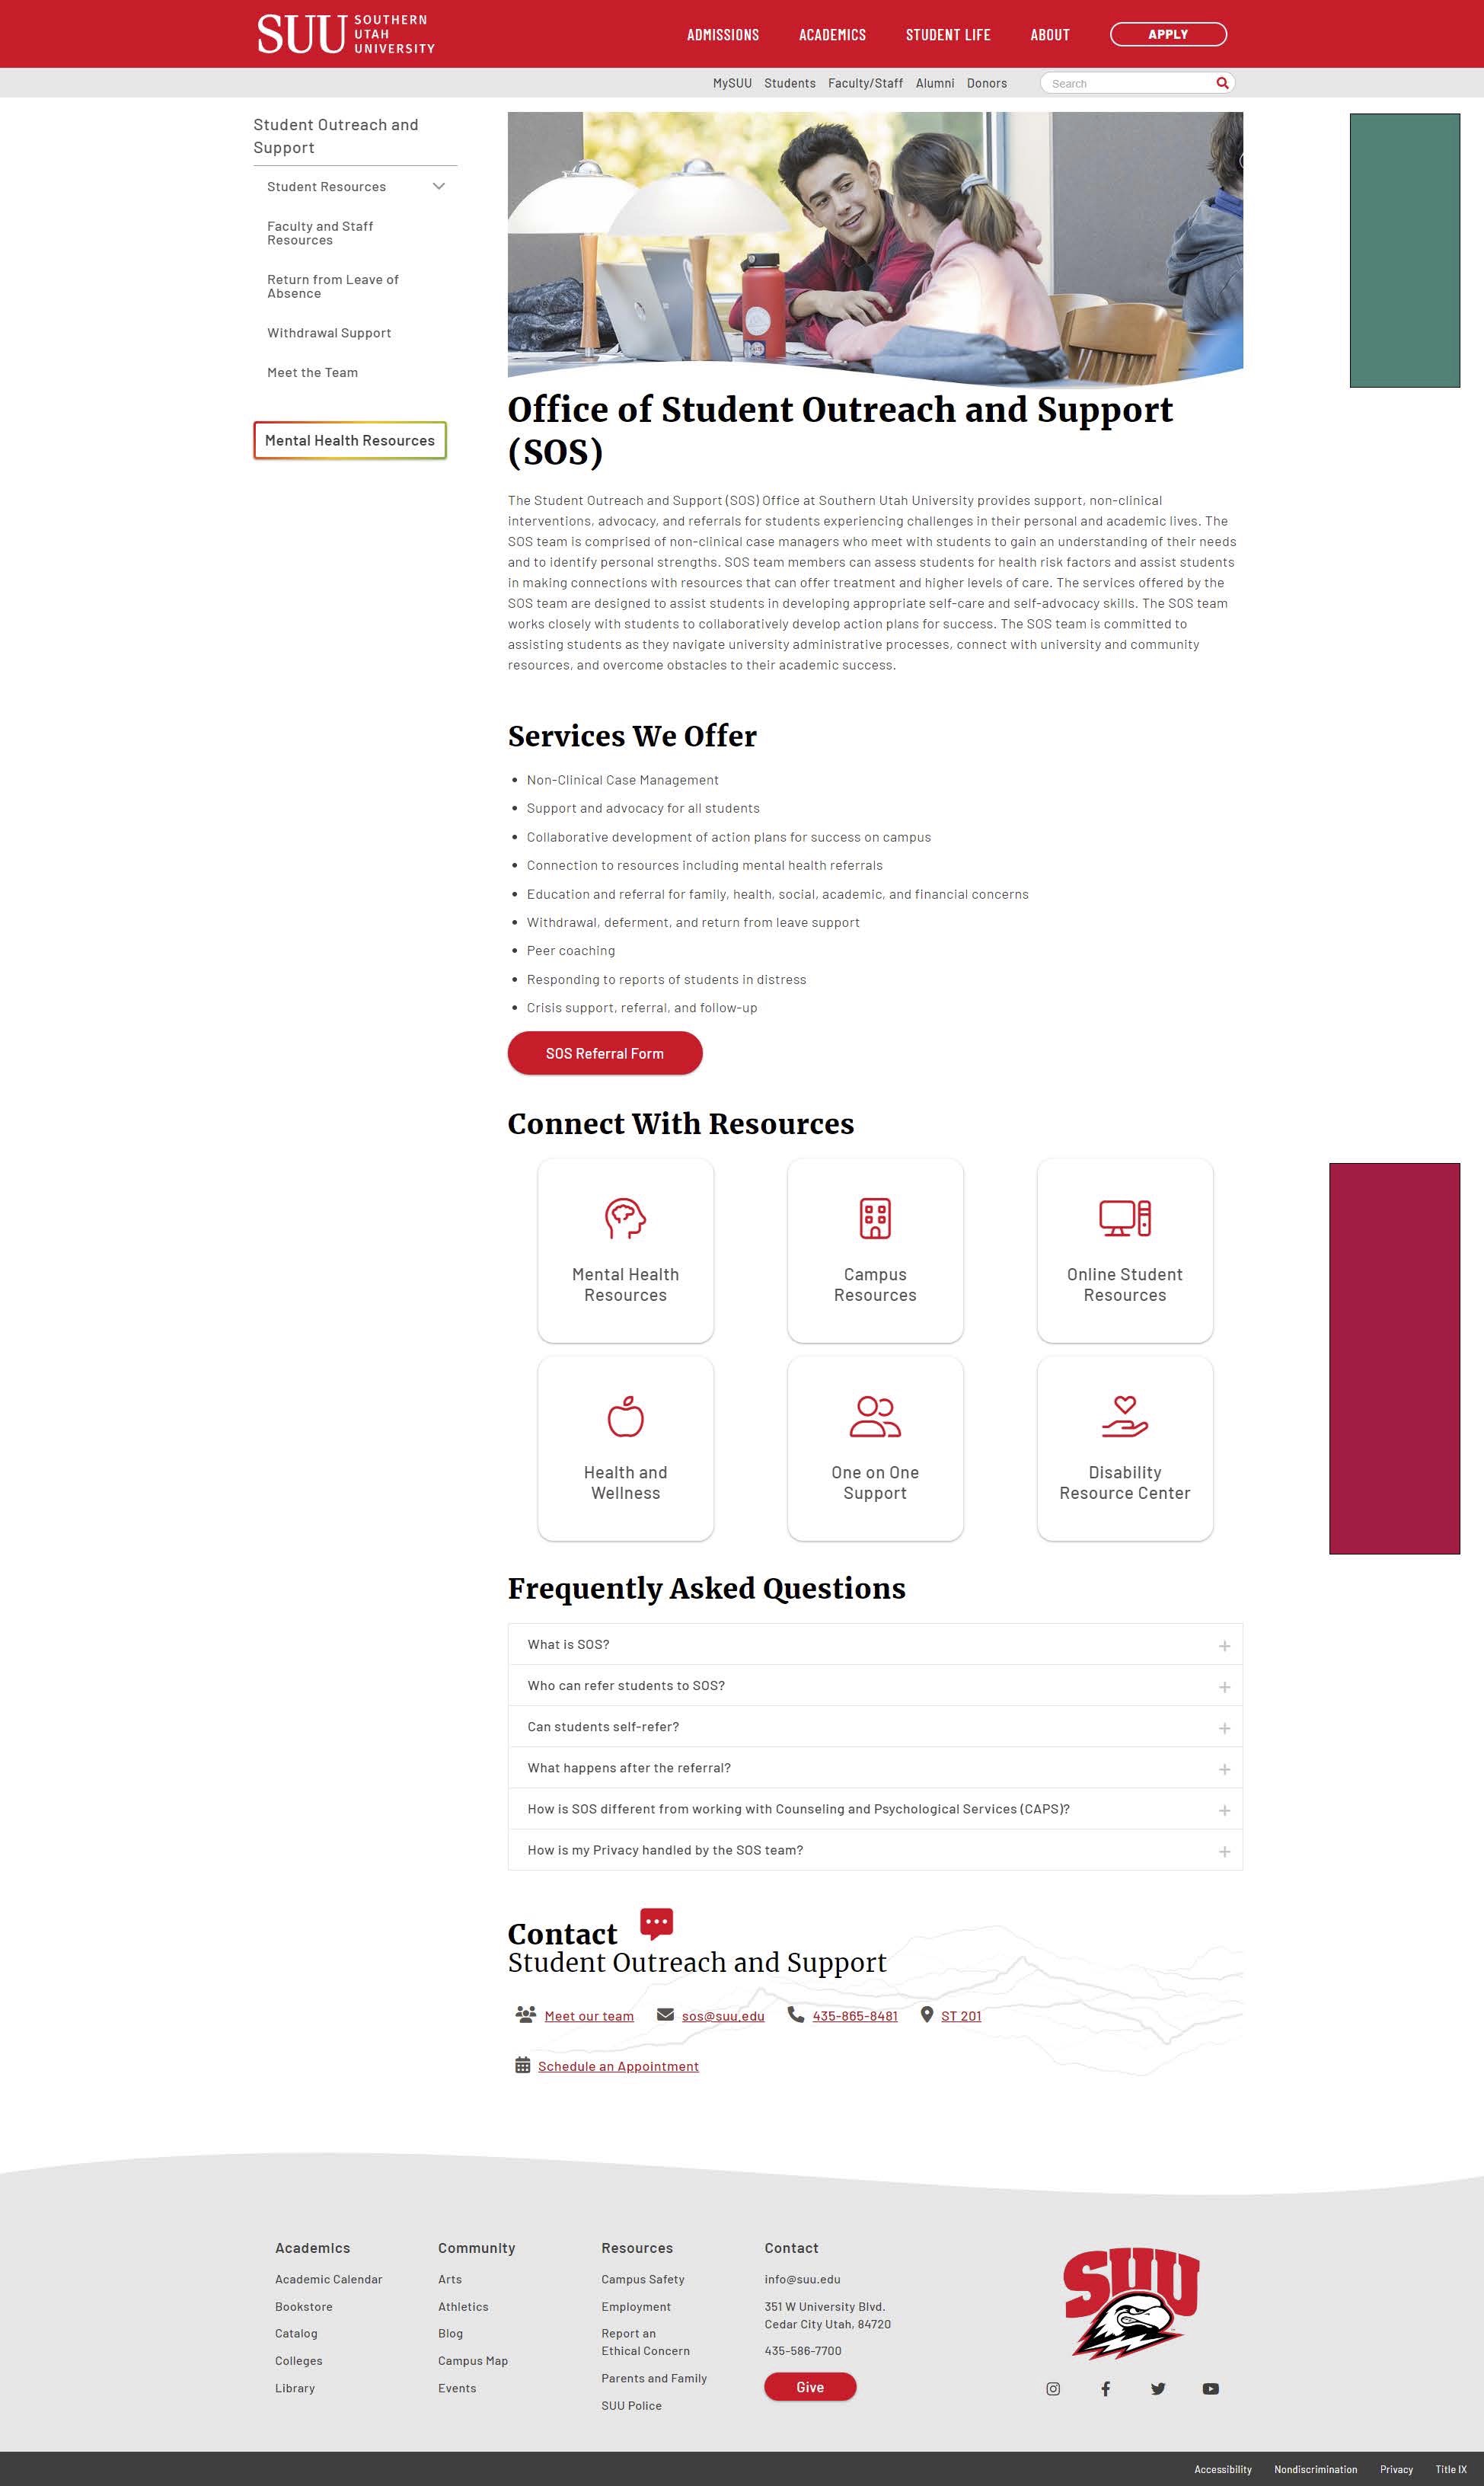 SUU SOUTHERN
UTAH
UNIVERSITY
ADMISSIONS ACADEMICS STUDENT LIFE ABOUT APPLY
MySUU Students Faculty/Staff Alumni Donors Search
Student Outreach and
Support
Student Resources
Faculty and Staff
Resources
Return from Leave of
Absence
Withdrawal Support
Meet the Team
Mental Health Resources
Office of Student Outreach and Support
(SOS)
The Student Outreach and Support (SOS) Office at Southern Utah University provides support, non-clinical
interventions, advocacy, and referrals for students experiencing challenges in their personal and academic lives. The
SOS team is comprised of non-clinical case managers who meet with students to gain an understanding of their needs
and to identify personal strengths. SOS team members can assess students for health risk factors and assist students
in making connections with resources that can offer treatment and higher levels of care. The services offered by the
SOS team are designed to assist students in developing appropriate self-care and self-advocacy skills. The SOS team
works closely with students to collaboratively develop action plans for success. The SOS team is committed to
assisting students as they navigate university administrative processes, connect with university and community
resources, and overcome obstacles to their academic success.
Services We Offer
• Non-Clinical Case Management
• Support and advocacy for all students
• Collaborative development of action plans for success on campus
• Connection to resources including mental health referrals
• Education and referral for family, health, social, academic, and financial concerns
• Withdrawal, deferment, and return from leave support
• Peer coaching
• Responding to reports of students in distress
• Crisis support, referral, and follow-up
SOS Referral Form
Connect With Resources
Mental Health
Resources
Campus
Resources
Online Student
Resources
Health and
Wellness
One on One
Support
Disability
Resource Center
Frequently Asked Questions
What is SOS?
Who can refer students to SOS?
Can students self-refer?
What happens after the referral?
How is SOS different from working with Counseling and Psychological Services (CAPS)?
How is my Privacy handled by the SOS team?
Contact
Student Outreach and Support
Meet our team sos@suu.edu 435-865-8481 ST 201
Schedule an Appointment
Academics
Academic Calendar
Bookstore
Catalog
Colleges
Library
Community
Arts
Athletics
Blog
Campus Map
Events
Resources
Campus Safety
Employment
Report an
Ethical Concern
Parents and Family
SUU Police
Contact
info@suu.edu
351 W University Blvd.
Cedar City Utah, 84720
435-586-7700
Give
SUU
Accessibility Nondiscrimination Privacy Title IX